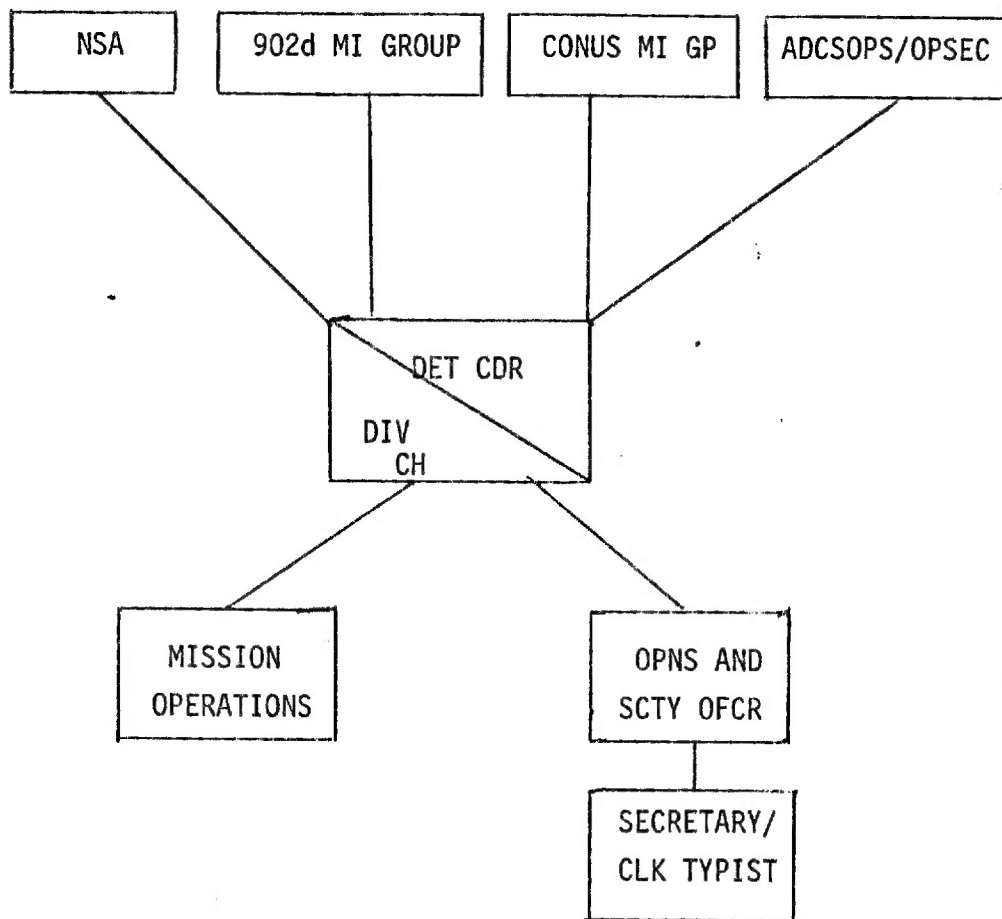 NSA
902d MI GROUP
CONUS MI GP
ADCSOPS/OPSEC
DET CDR
DIV
CH
MISSION
OPERATIONS
OPNS AND
SCTY OFCR
SECRETARY/
CLK TYPIST